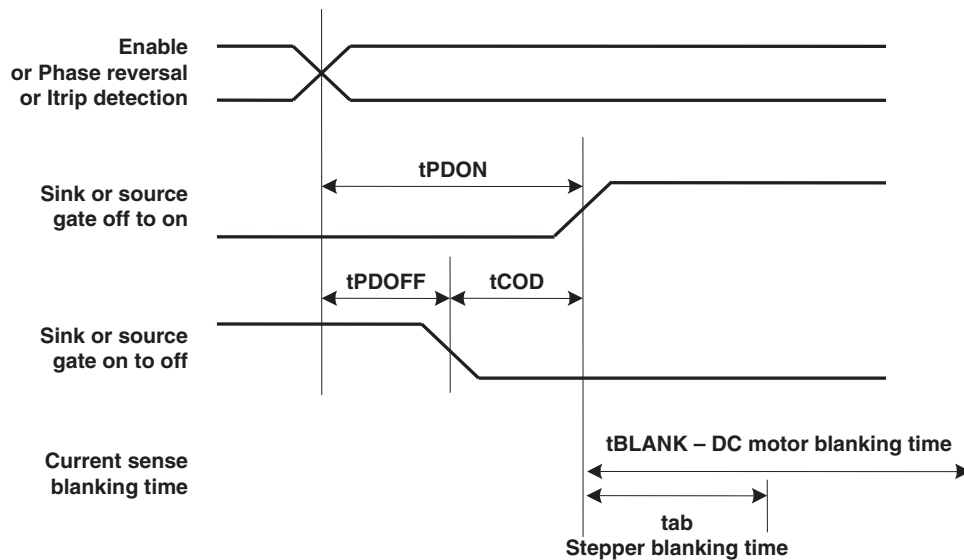 Enable
or Phase reversal
or Itrip detection
tPDON
Sink or source
gate off to on
tPDOFF
tCOD
Sink or source
gate on to off
tBLANK – DC motor blanking time
Current sense
blanking time
tab
Stepper blanking time